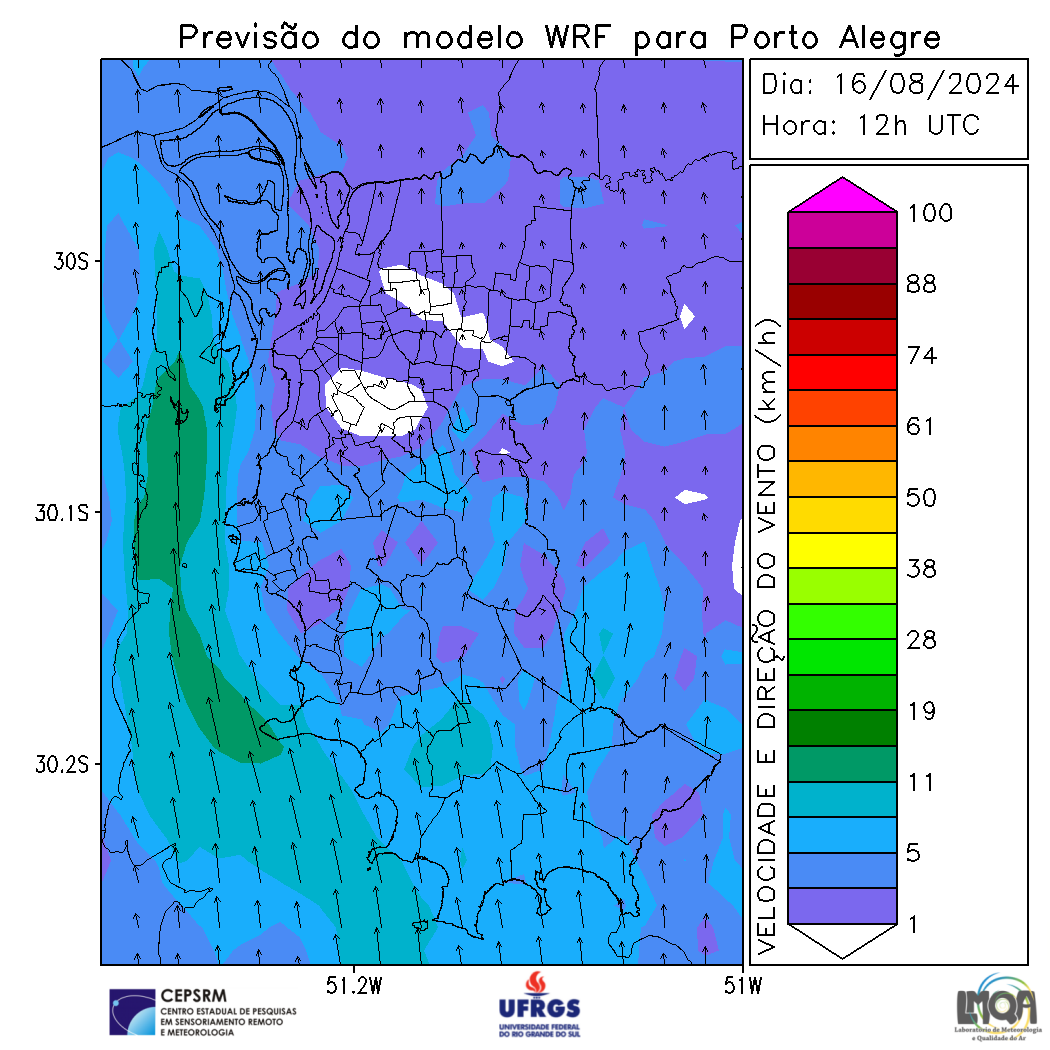 Previsão do modelo WRF para Porto Alegre
Dia: 16/08/2024
Hora: 12h UTC
30S
30.1S
30.2S
51.2W
51W
VELOCIDADE E DIREÇÃO DO VENTO (km/h)
100
88
74
61
50
38
28
19
11
5
1
CEPSRM
CENTRO ESTADUAL DE PESQUISAS
EM SENSORIAMENTO REMOTO
E METEOROLOGIA
UFRGS
UNIVERSIDADE FEDERAL
DO RIO GRANDE DO SUL
LMQA
Laboratório de Meteorologia
e Qualidade do Ar